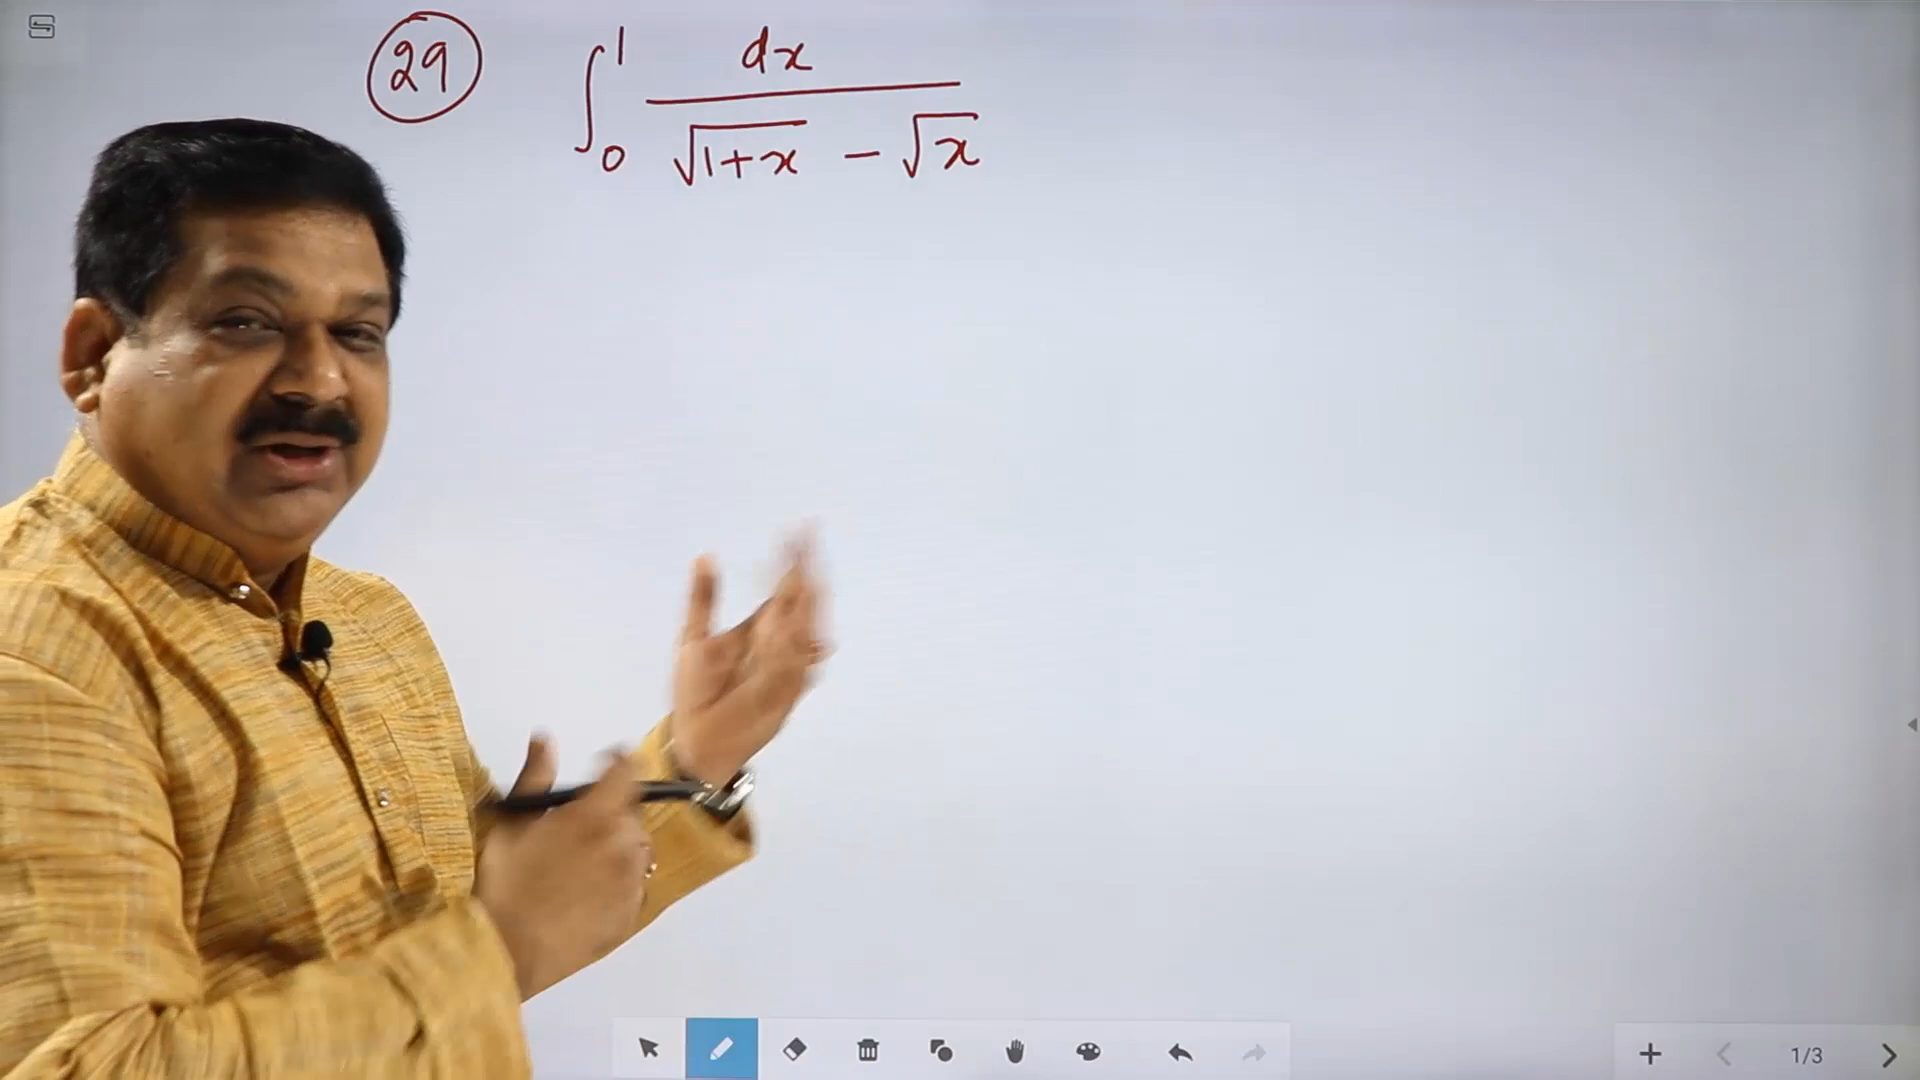 29 ∫₀¹ dx / (√(1+x) − √x)
1/3